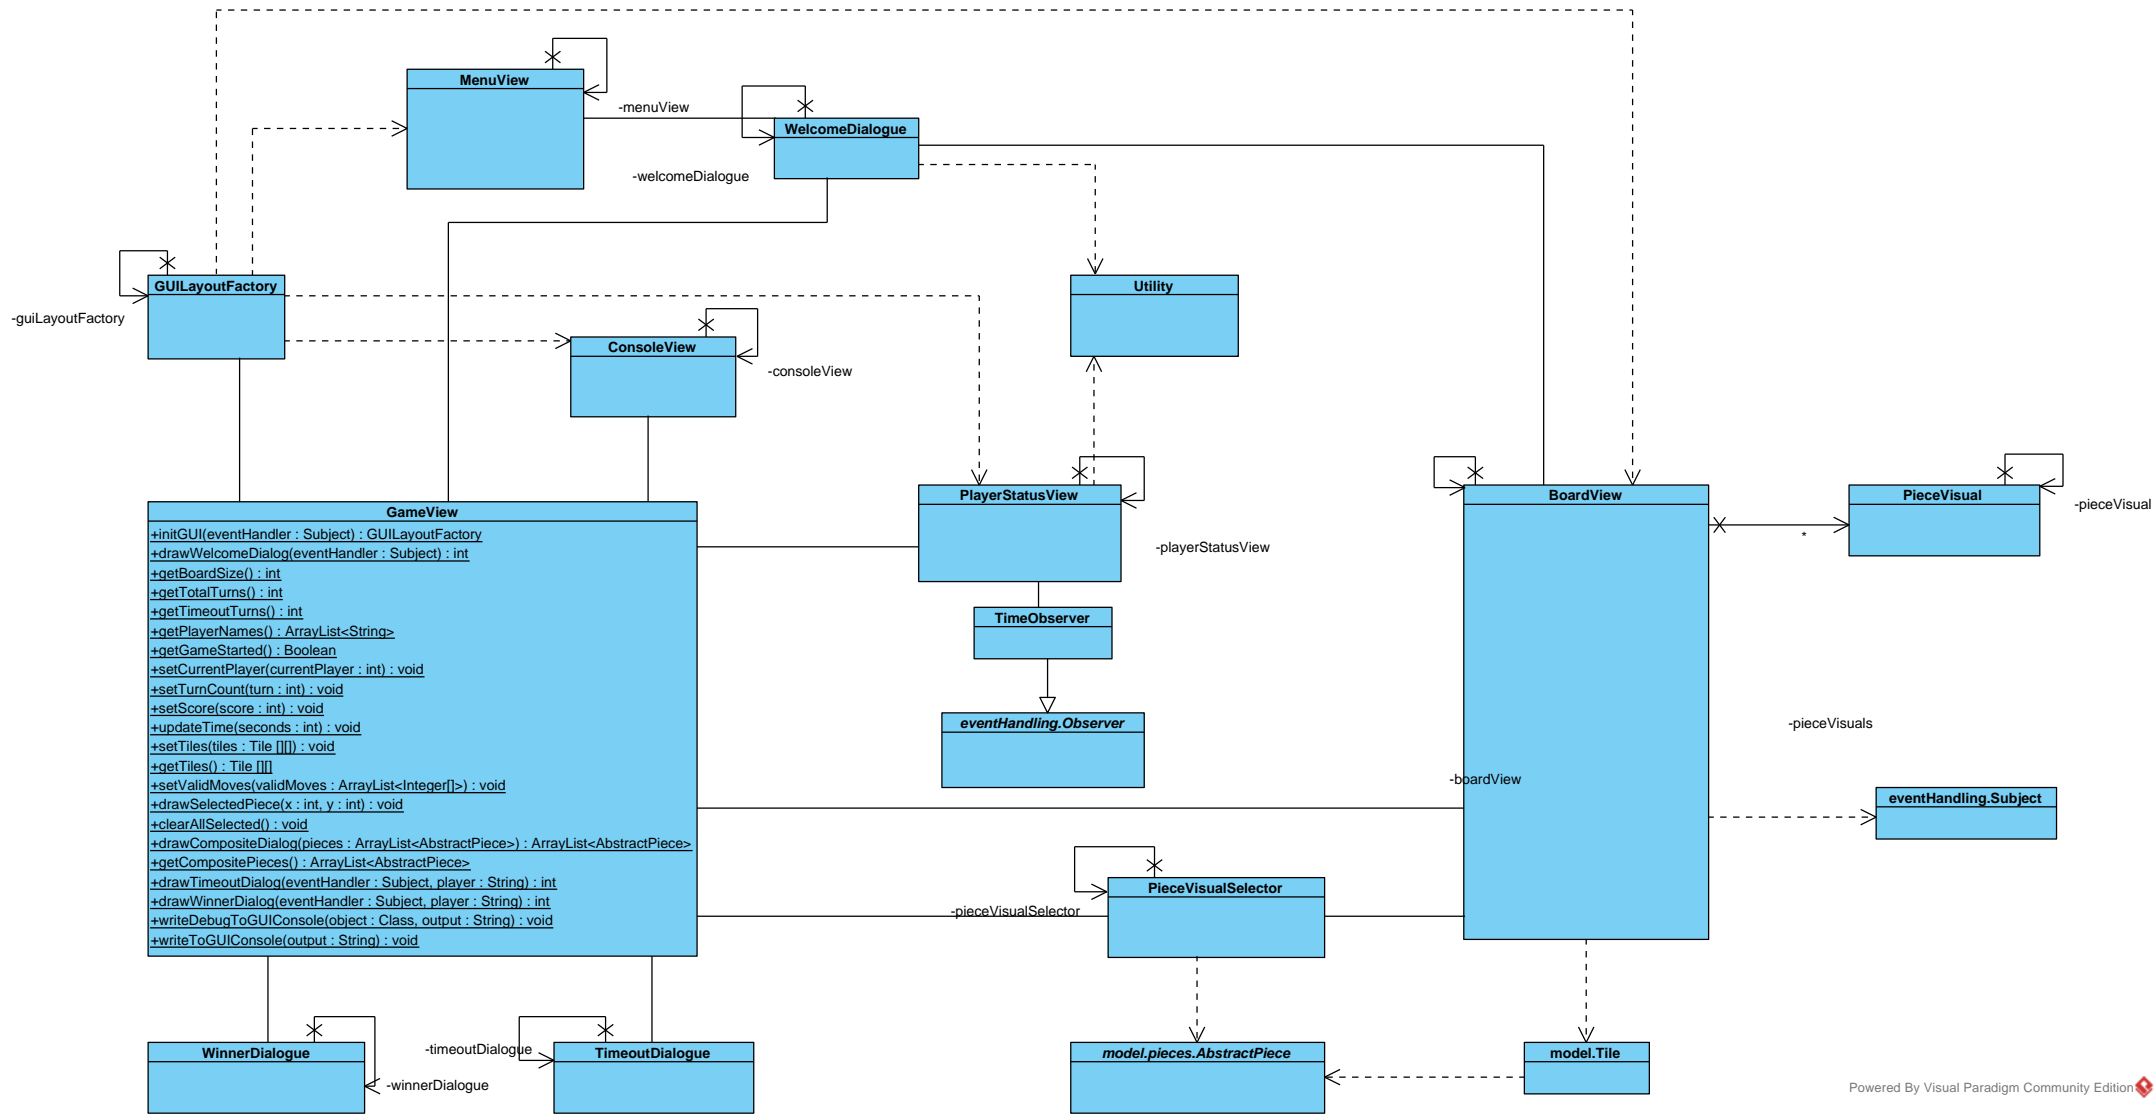 MenuView
-menuView
WelcomeDialogue
-welcomeDialogue
GUILayoutFactory
-guiLayoutFactory
Utility
ConsoleView
-consoleView
GameView
+initGUI(eventHandler : Subject) : GUILayoutFactory
+drawWelcomeDialog(eventHandler : Subject) : int
+getBoardSize() : int
+getTotalTurns() : int
+getTimeoutTurns() : int
+getPlayerNames() : ArrayList<String>
+getGameStarted() : Boolean
+setCurrentPlayer(currentPlayer : int) : void
+setTurnCount(turn : int) : void
+setScore(score : int) : void
+updateTime(seconds : int) : void
+setTiles(tiles : Tile [][]) : void
+getTiles() : Tile [][]
+setValidMoves(validMoves : ArrayList<Integer[]>) : void
+drawSelectedPiece(x : int, y : int) : void
+clearAllSelected() : void
+drawCompositeDialog(pieces : ArrayList<AbstractPiece>) : ArrayList<AbstractPiece>
+getCompositePieces() : ArrayList<AbstractPiece>
+drawTimeoutDialog(eventHandler : Subject, player : String) : int
+drawWinnerDialog(eventHandler : Subject, player : String) : int
+writeDebugToGUIConsole(object : Class, output : String) : void
+writeToGUIConsole(output : String) : void
PlayerStatusView
-playerStatusView
TimeObserver
eventHandling.Observer
BoardView
-boardView
PieceVisual
-pieceVisual
*
-pieceVisuals
eventHandling.Subject
PieceVisualSelector
-pieceVisualSelector
WinnerDialogue
-winnerDialogue
-timeoutDialogue
TimeoutDialogue
model.pieces.AbstractPiece
model.Tile
Powered By Visual Paradigm Community Edition